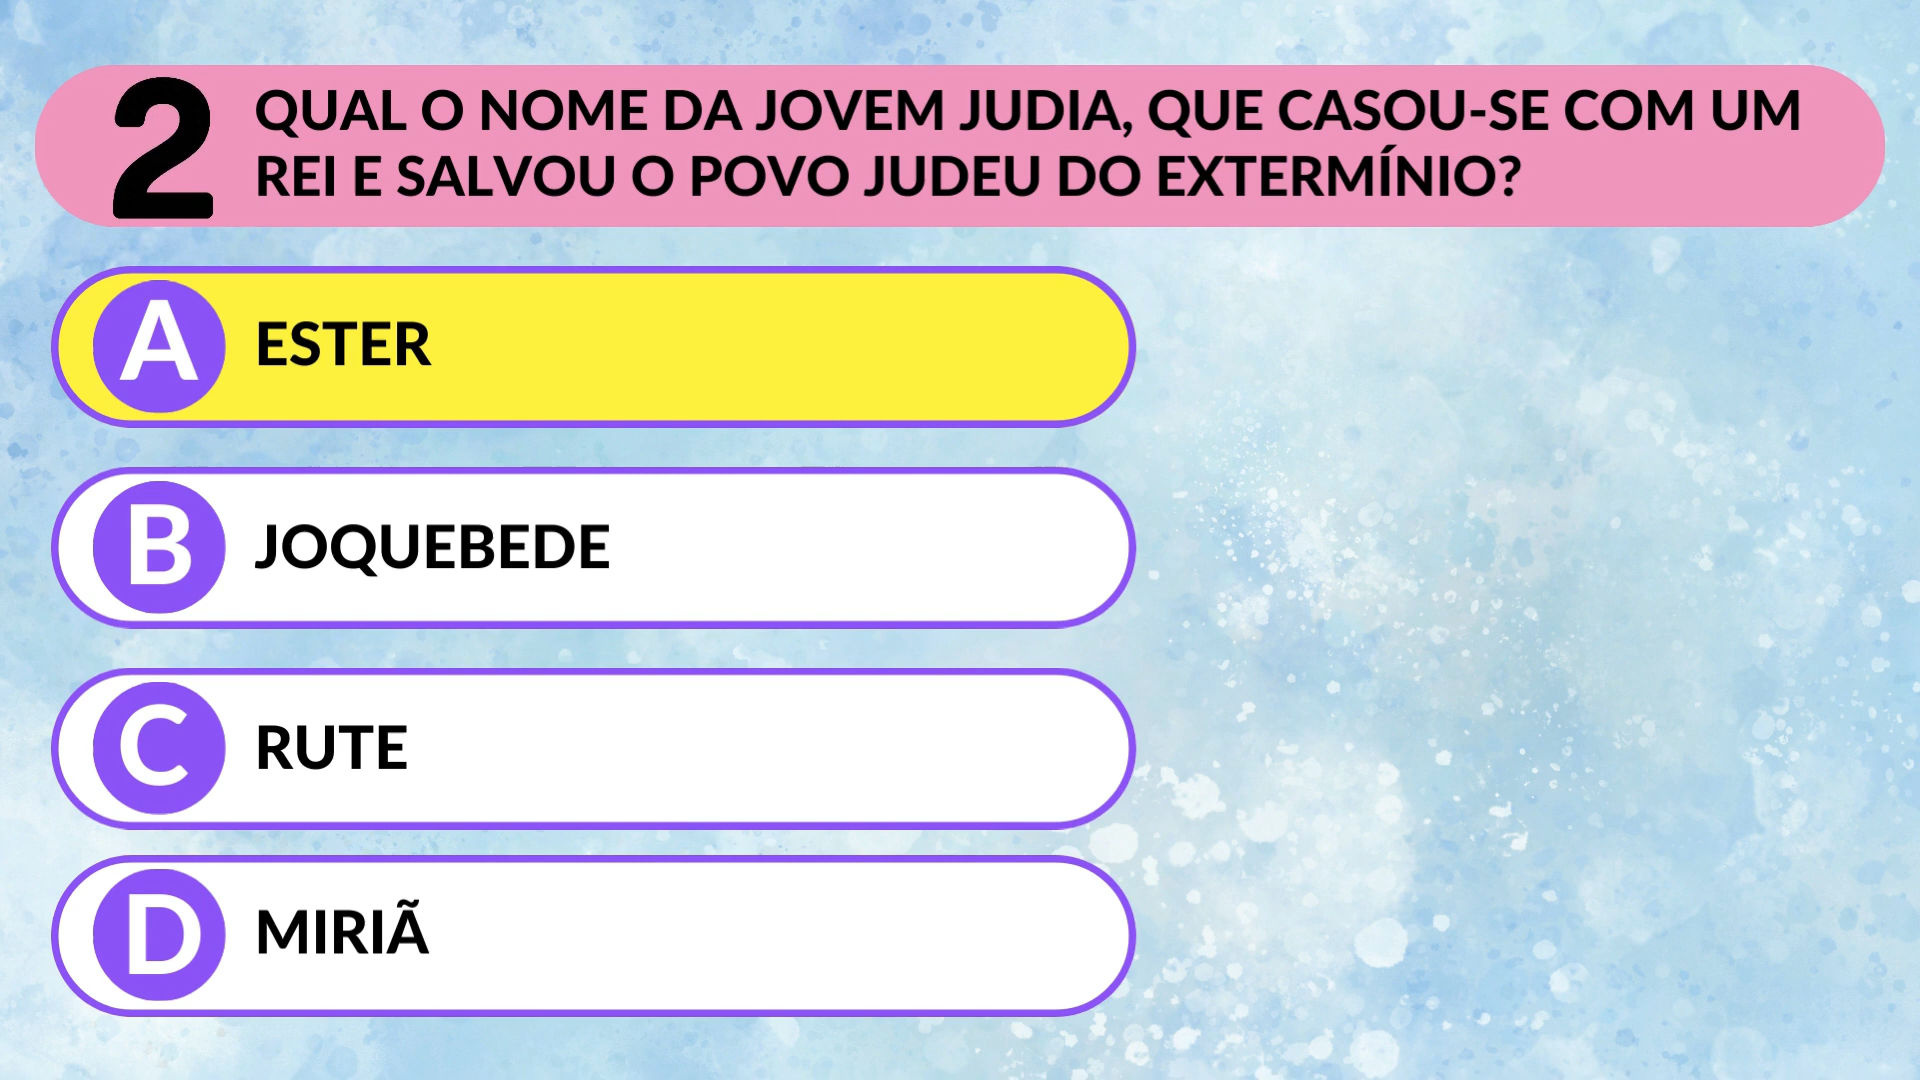 2 QUAL O NOME DA JOVEM JUDIA, QUE CASOU-SE COM UM
REI E SALVOU O POVO JUDEU DO EXTERMÍNIO?
A ESTER
B JOQUEBEDE
C RUTE
D MIRIÃ